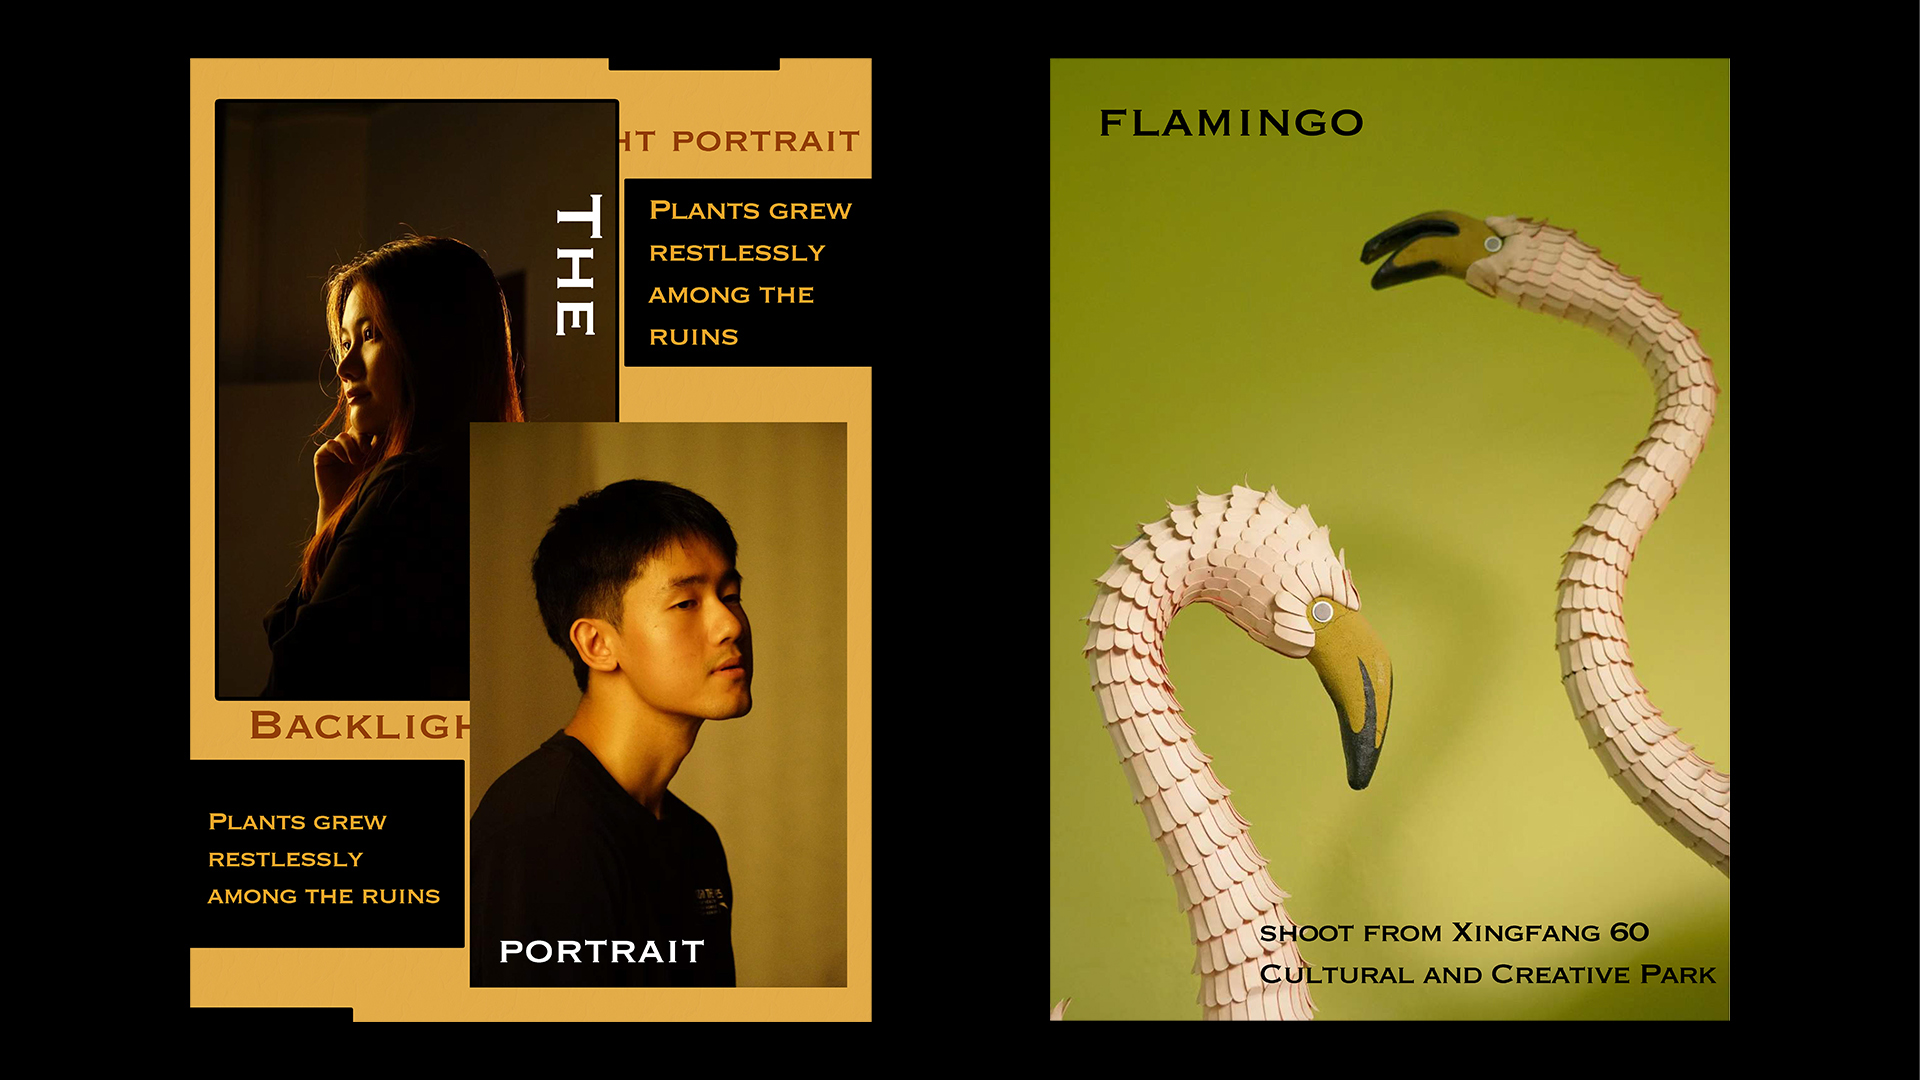 HT PORTRAIT
THE
PLANTS GREW
RESTLESSLY
AMONG THE
RUINS
BACKLIGH
PLANTS GREW
RESTLESSLY
AMONG THE RUINS
PORTRAIT
FLAMINGO
SHOOT FROM XINGFANG 60
CULTURAL AND CREATIVE PARK